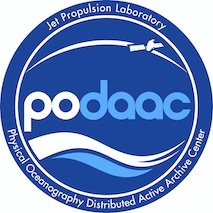 Jet Propulsion Laboratory
podaac
Physical Oceanography Distributed Active Archive Center